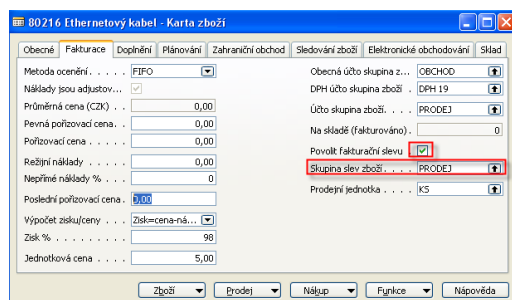 80216 Ethernetový kabel - Karta zboží
Obecné Fakturace Doplnění Plánování Zahraniční obchod Sledování zboží Elektronické obchodování Sklad
Metoda ocenění . . . . . FIFO
Náklady jsou adjustov...
Průměrná cena (CZK) . . 0,00
Pevná pořizovací cena . . 0,00
Pořizovací cena . . . . . 0,00
Režijní náklady . . . . . 0,00
Nepřímé náklady % . . . 0
Poslední pořizovací cena . 0,00
Výpočet zisku/ceny . . . Zisk=cena-ná...
Zisk % . . . . . . . . . 98
Jednotková cena . . . . 5,00
Obecná účto skupina z... OBCHOD
DPH účto skupina zboží . DPH 19
Účto skupina zboží . . . . PRODEJ
Na skladě (fakturováno) . 0
Povolit fakturační slevu .
Skupina slev zboží . . . . PRODEJ
Prodejní jednotka . . . . KS
Zboží Prodej Nákup Funkce Nápověda